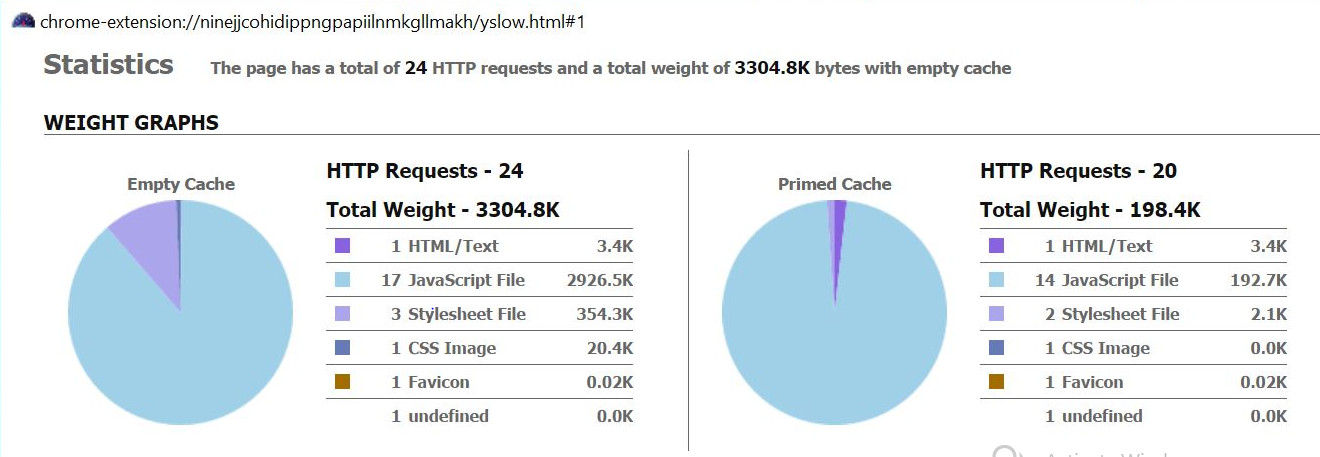 chrome-extension://ninejjcohidippngpapiilnmkgllmakh/yslow.html#1
Statistics The page has a total of 24 HTTP requests and a total weight of 3304.8K bytes with empty cache
WEIGHT GRAPHS
Empty Cache
HTTP Requests - 24
Total Weight - 3304.8K
1 HTML/Text 3.4K
17 JavaScript File 2926.5K
3 Stylesheet File 354.3K
1 CSS Image 20.4K
1 Favicon 0.02K
1 undefined 0.0K
Primed Cache
HTTP Requests - 20
Total Weight - 198.4K
1 HTML/Text 3.4K
14 JavaScript File 192.7K
2 Stylesheet File 2.1K
1 CSS Image 0.0K
1 Favicon 0.02K
1 undefined 0.0K